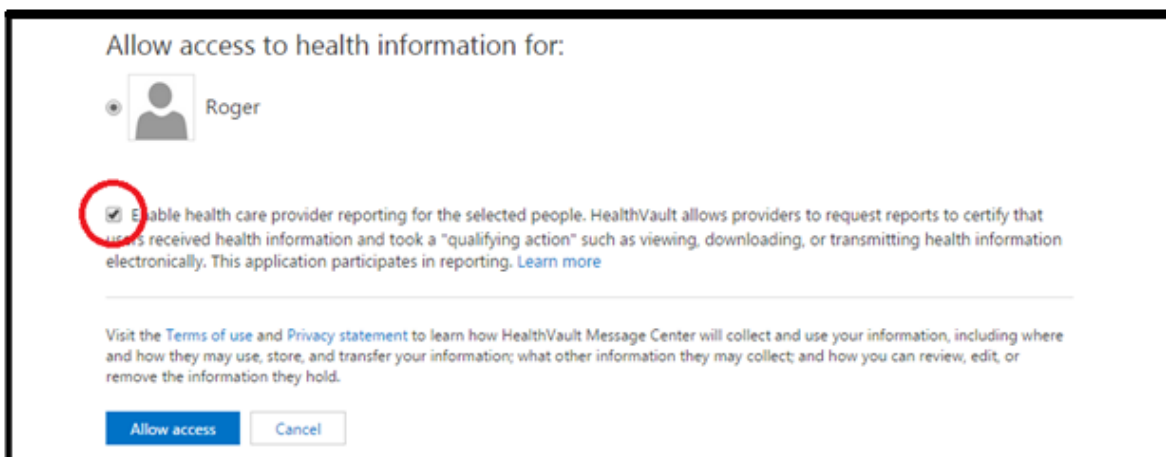 Allow access to health information for:
Roger
Enable health care provider reporting for the selected people. HealthVault allows providers to request reports to certify that
users received health information and took a "qualifying action" such as viewing, downloading, or transmitting health information
electronically. This application participates in reporting. Learn more
Visit the Terms of use and Privacy statement to learn how HealthVault Message Center will collect and use your information, including where
and how they may use, store, and transfer your information; what other information they may collect; and how you can review, edit, or
remove the information they hold.
Allow access
Cancel